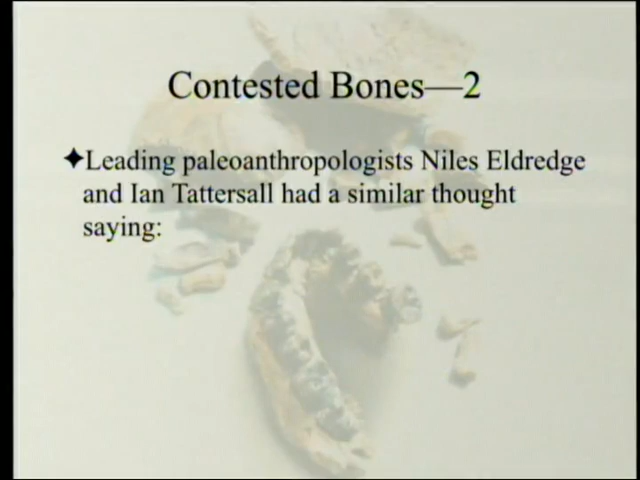 Contested Bones—2
✦Leading paleoanthropologists Niles Eldredge
and Ian Tattersall had a similar thought
saying: